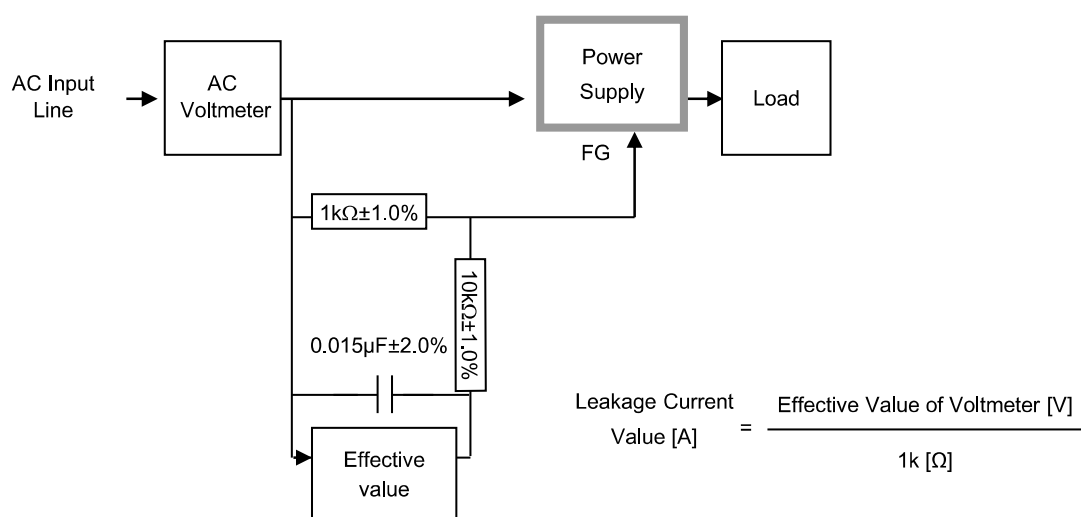 AC Input
Line
AC
Voltmeter
Power
Supply
Load
FG
1kΩ±1.0%
10kΩ±1.0%
0.015µF±2.0%
Effective
value
Leakage Current
Value [A]
=
Effective Value of Voltmeter [V]
1k [Ω]